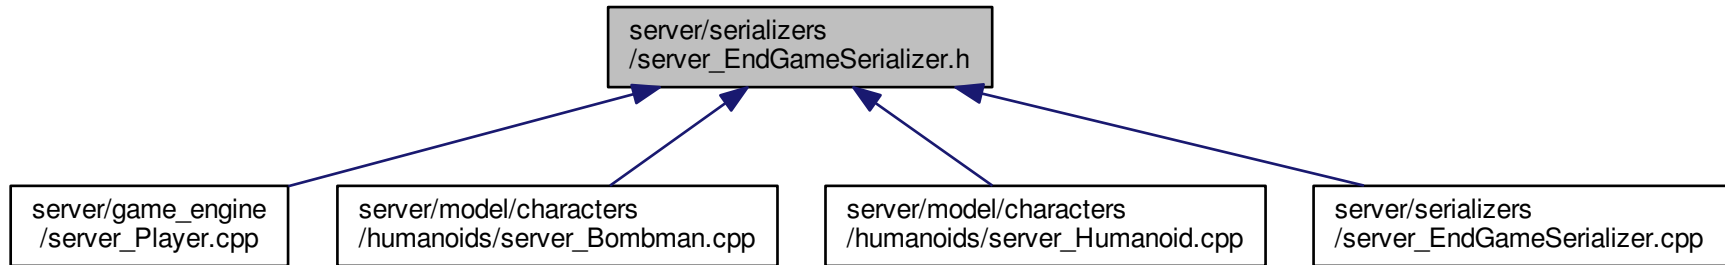 server/serializers
/server_EndGameSerializer.h
server/game_engine
/server_Player.cpp
server/model/characters
/humanoids/server_Bombman.cpp
server/model/characters
/humanoids/server_Humanoid.cpp
server/serializers
/server_EndGameSerializer.cpp